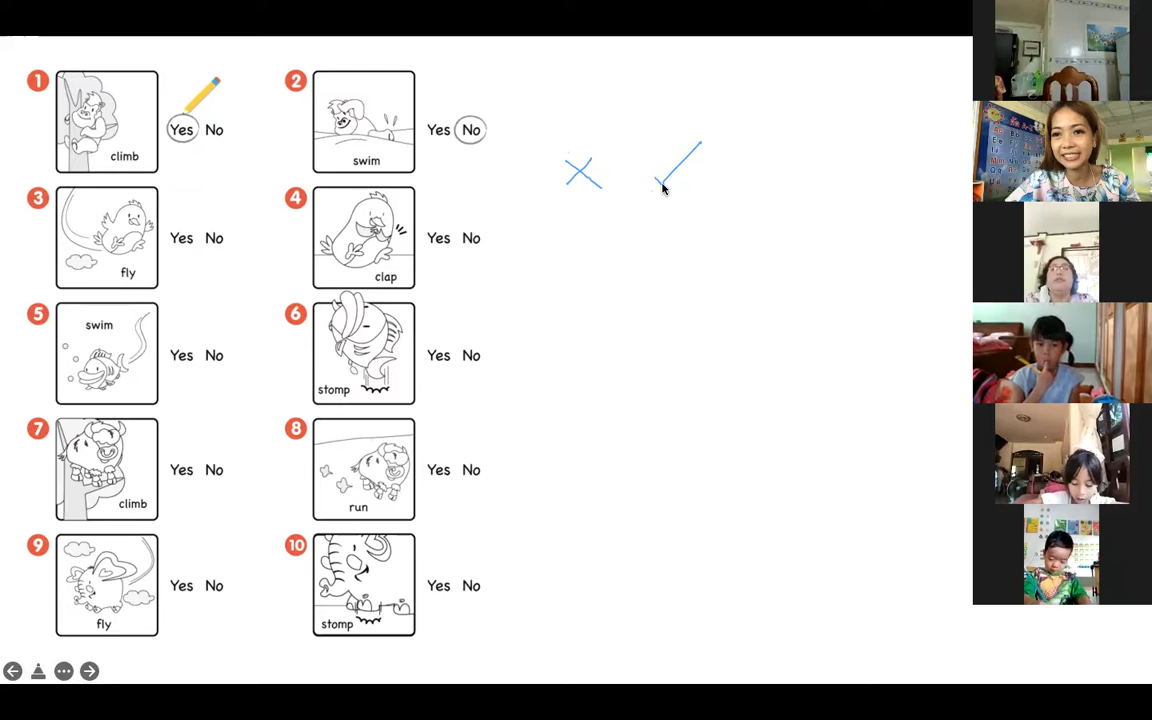 1
climb
Yes No
2
swim
Yes No
3
fly
Yes No
4
clap
Yes No
5
swim
Yes No
6
stomp
Yes No
7
climb
Yes No
8
run
Yes No
9
fly
Yes No
10
stomp
Yes No